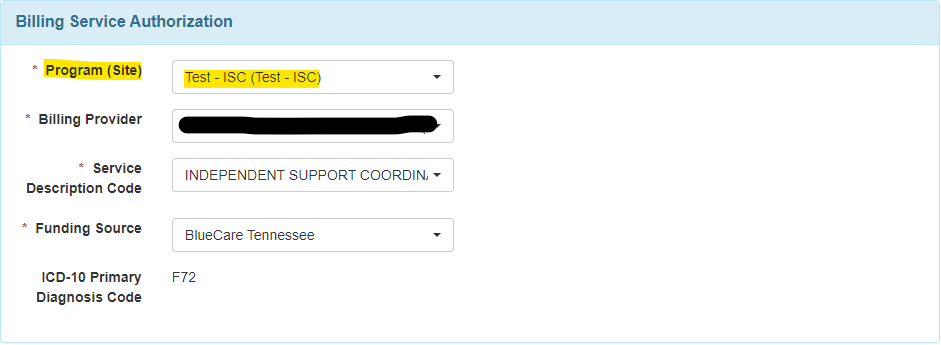 Billing Service Authorization
* Program (Site)
Test - ISC (Test - ISC)
* Billing Provider
* Service
Description Code
INDEPENDENT SUPPORT COORDIN
* Funding Source
BlueCare Tennessee
ICD-10 Primary
Diagnosis Code
F72